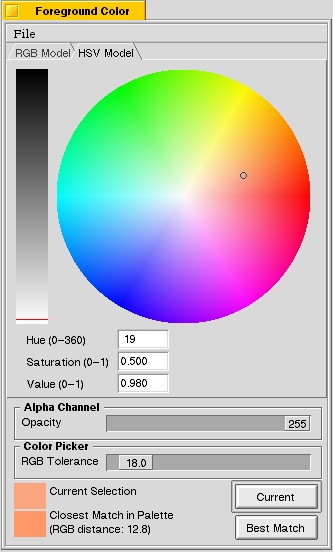 Foreground Color
File
RGB Model HSV Model
Hue (0-360) 19
Saturation (0-1) 0.500
Value (0-1) 0.980
Alpha Channel
Opacity 255
Color Picker
RGB Tolerance 18.0
Current Selection Current
Closest Match in Palette
(RGB distance: 12.8) Best Match